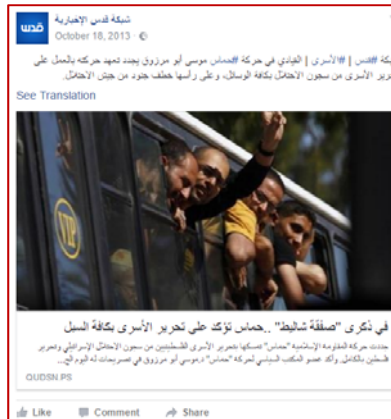 قدس
شبكة قدس الإخبارية
October 18, 2013
شبكة #قدس | #الأسرى | القيادي في حركة #حماس موسى أبو مرزوق يجدد تعهد حركته بالعمل على
تحرير الأسرى من سجون الاحتلال بكافة الوسائل، وعلى رأسها خطف جنود من جيش الاحتلال.
See Translation
VIP
في ذكرى "صفقة شاليط" ..حماس تؤكد على تحرير الأسرى بكافة السبل
جددت حركة المقاومة الإسلامية "حماس" تمسكها بتحرير الأسرى الفلسطينيين من سجون الاحتلال الإسرائيلي وتحرير
فلسطين بالكامل. وأكد عضو المكتب السياسي لحركة "حماس" د.موسى أبو مرزوق في تصريحات له اليوم الج...
QUDSN.PS
Like Comment Share